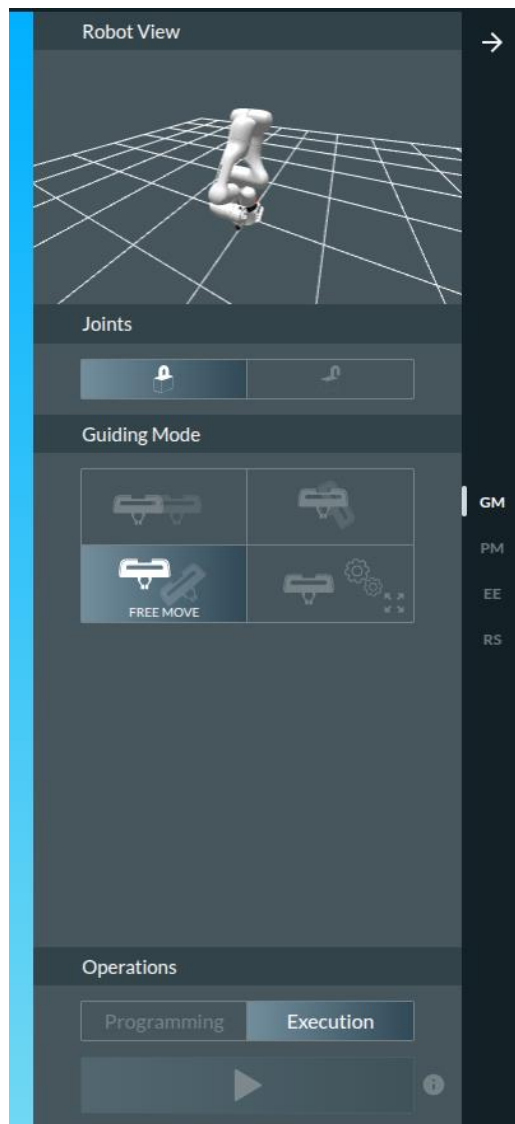 Robot View
Joints
Guiding Mode
FREE MOVE
GM
PM
EE
RS
Operations
Programming
Execution